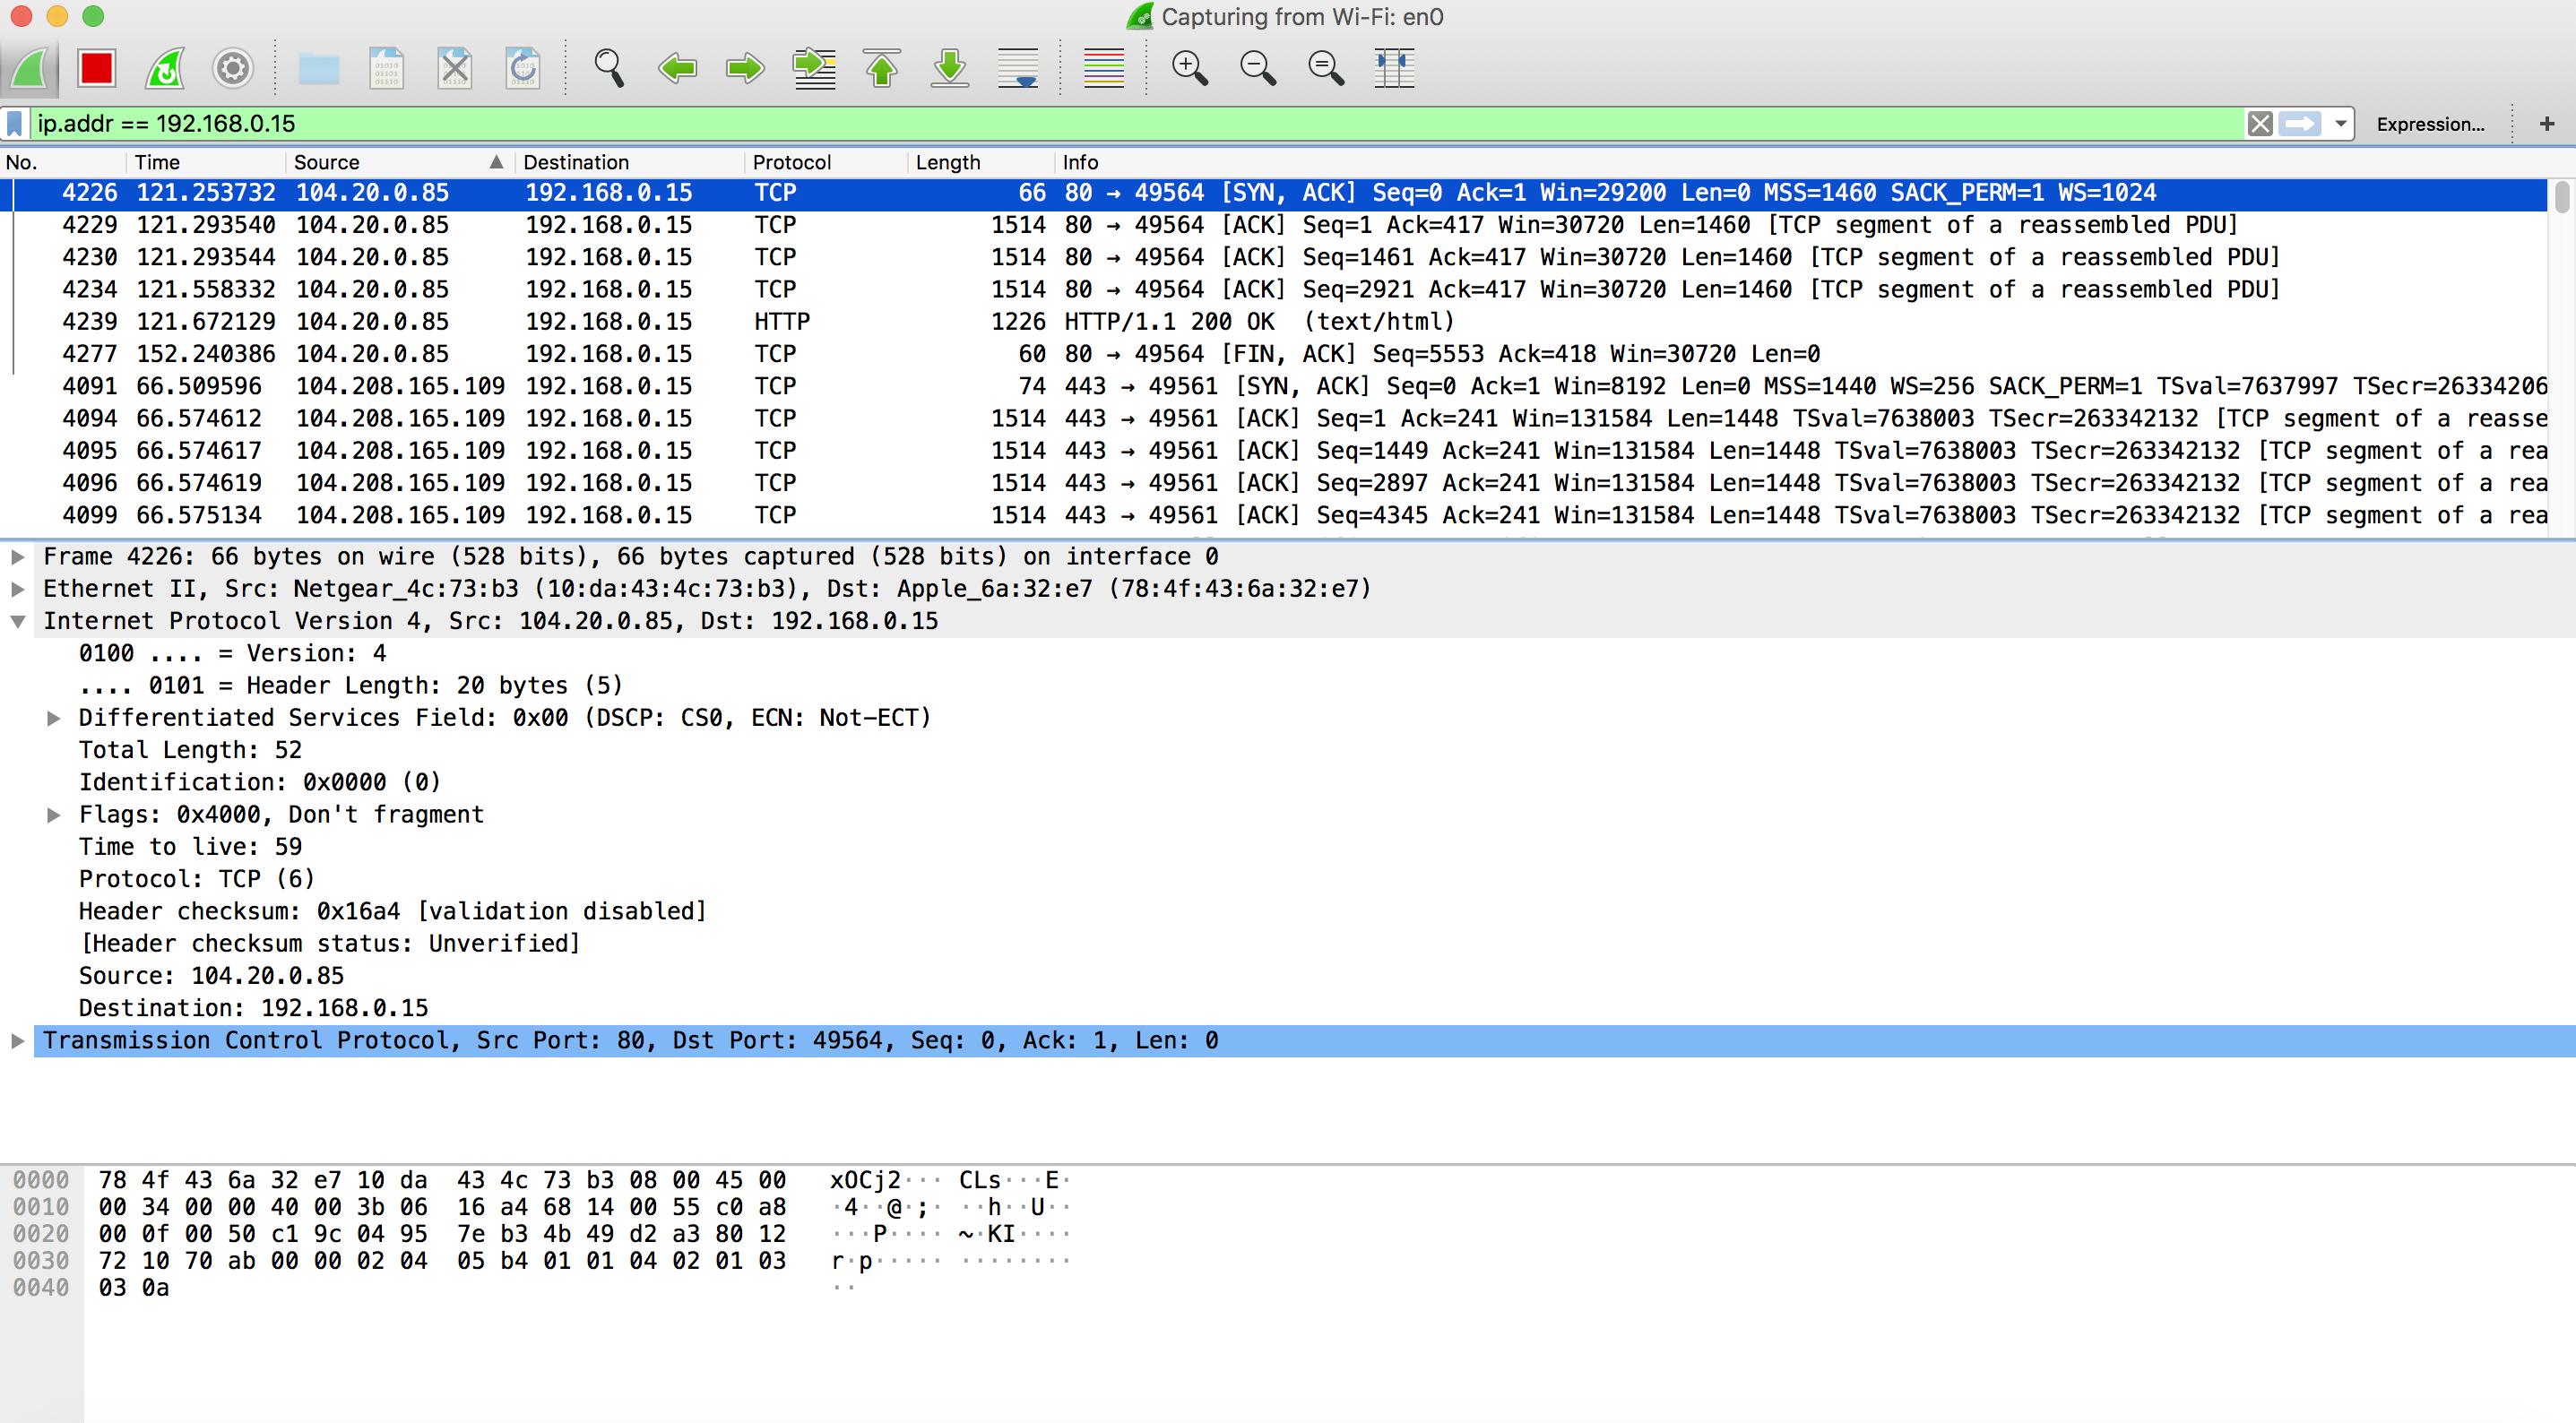 Capturing from Wi-Fi: en0
ip.addr == 192.168.0.15
Expression...
+
No. Time Source Destination Protocol Length Info
4226 121.253732 104.20.0.85 192.168.0.15 TCP 66 80 → 49564 [SYN, ACK] Seq=0 Ack=1 Win=29200 Len=0 MSS=1460 SACK_PERM=1 WS=1024
4229 121.293540 104.20.0.85 192.168.0.15 TCP 1514 80 → 49564 [ACK] Seq=1 Ack=417 Win=30720 Len=1460 [TCP segment of a reassembled PDU]
4230 121.293544 104.20.0.85 192.168.0.15 TCP 1514 80 → 49564 [ACK] Seq=1461 Ack=417 Win=30720 Len=1460 [TCP segment of a reassembled PDU]
4234 121.558332 104.20.0.85 192.168.0.15 TCP 1514 80 → 49564 [ACK] Seq=2921 Ack=417 Win=30720 Len=1460 [TCP segment of a reassembled PDU]
4239 121.672129 104.20.0.85 192.168.0.15 HTTP 1226 HTTP/1.1 200 OK (text/html)
4277 152.240386 104.20.0.85 192.168.0.15 TCP 60 80 → 49564 [FIN, ACK] Seq=5553 Ack=418 Win=30720 Len=0
4091 66.509596 104.208.165.109 192.168.0.15 TCP 74 443 → 49561 [SYN, ACK] Seq=0 Ack=1 Win=8192 Len=0 MSS=1440 WS=256 SACK_PERM=1 TSval=7637997 TSecr=26334206
4094 66.574612 104.208.165.109 192.168.0.15 TCP 1514 443 → 49561 [ACK] Seq=1 Ack=241 Win=131584 Len=1448 TSval=7638003 TSecr=263342132 [TCP segment of a reasse
4095 66.574617 104.208.165.109 192.168.0.15 TCP 1514 443 → 49561 [ACK] Seq=1449 Ack=241 Win=131584 Len=1448 TSval=7638003 TSecr=263342132 [TCP segment of a rea
4096 66.574619 104.208.165.109 192.168.0.15 TCP 1514 443 → 49561 [ACK] Seq=2897 Ack=241 Win=131584 Len=1448 TSval=7638003 TSecr=263342132 [TCP segment of a rea
4099 66.575134 104.208.165.109 192.168.0.15 TCP 1514 443 → 49561 [ACK] Seq=4345 Ack=241 Win=131584 Len=1448 TSval=7638003 TSecr=263342132 [TCP segment of a rea
Frame 4226: 66 bytes on wire (528 bits), 66 bytes captured (528 bits) on interface 0
Ethernet II, Src: Netgear_4c:73:b3 (10:da:43:4c:73:b3), Dst: Apple_6a:32:e7 (78:4f:43:6a:32:e7)
Internet Protocol Version 4, Src: 104.20.0.85, Dst: 192.168.0.15
0100 .... = Version: 4
.... 0101 = Header Length: 20 bytes (5)
Differentiated Services Field: 0x00 (DSCP: CS0, ECN: Not-ECT)
Total Length: 52
Identification: 0x0000 (0)
Flags: 0x4000, Don't fragment
Time to live: 59
Protocol: TCP (6)
Header checksum: 0x16a4 [validation disabled]
[Header checksum status: Unverified]
Source: 104.20.0.85
Destination: 192.168.0.15
Transmission Control Protocol, Src Port: 80, Dst Port: 49564, Seq: 0, Ack: 1, Len: 0
0000 78 4f 43 6a 32 e7 10 da 43 4c 73 b3 08 00 45 00 xOCj2··· CLs···E·
0010 00 34 00 00 40 00 3b 06 16 a4 68 14 00 55 c0 a8 ·4··@·;· ··h··U··
0020 00 0f 00 50 c1 9c 04 95 7e b3 4b 49 d2 a3 80 12 ···P···· ~·KI····
0030 72 10 70 ab 00 00 02 04 05 b4 01 01 04 02 01 03 r·p····· ········
0040 03 0a ··